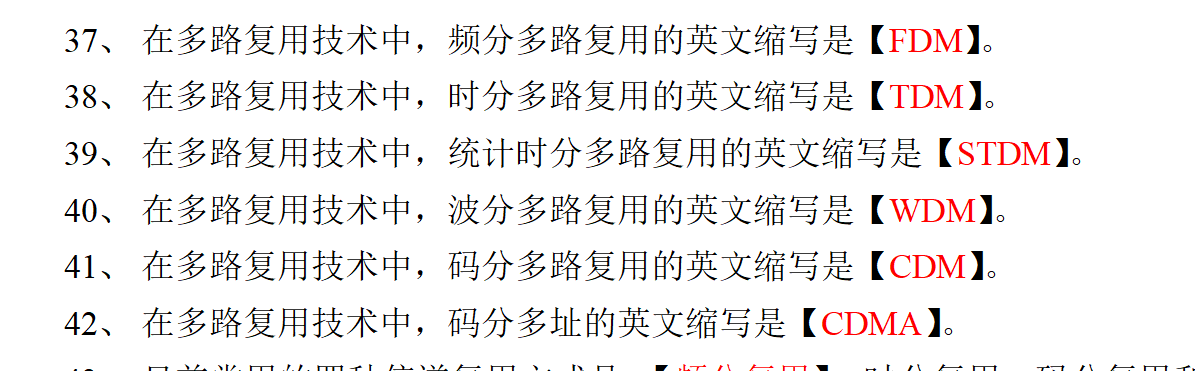 37、 在多路复用技术中，频分多路复用的英文缩写是【FDM】。
38、 在多路复用技术中，时分多路复用的英文缩写是【TDM】。
39、 在多路复用技术中，统计时分多路复用的英文缩写是【STDM】。
40、 在多路复用技术中，波分多路复用的英文缩写是【WDM】。
41、 在多路复用技术中，码分多路复用的英文缩写是【CDM】。
42、 在多路复用技术中，码分多址的英文缩写是【CDMA】。